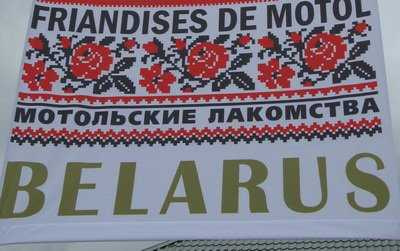 FRIANDISES DE MOTOL
МОТОЛЬСКИЕ ЛАКОМСТВА
BELARUS